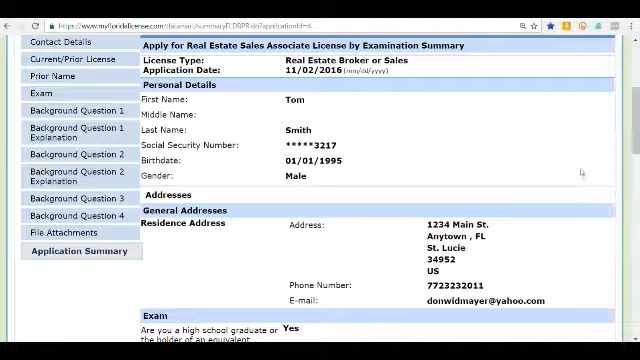 www.myfloridalicense.com/datamart/summaryFLDBPR.do?applicationId=4
Contact Details
Current/Prior License
Prior Name
Exam
Background Question 1
Background Question 1
Explanation
Background Question 2
Background Question 2
Explanation
Background Question 3
Background Question 4
File Attachments
Application Summary
Apply for Real Estate Sales Associate License by Examination Summary
License Type: Real Estate Broker or Sales
Application Date: 11/02/2016 (mm/dd/yyyy)
Personal Details
First Name: Tom
Middle Name:
Last Name: Smith
Social Security Number: *****3217
Birthdate: 01/01/1995
Gender: Male
Addresses
General Addresses
Residence Address Address: 1234 Main St.
Anytown , FL
St. Lucie
34952
US
Phone Number: 7723232011
E-mail: donwidmayer@yahoo.com
Exam
Are you a high school graduate or Yes
the holder of an equivalent